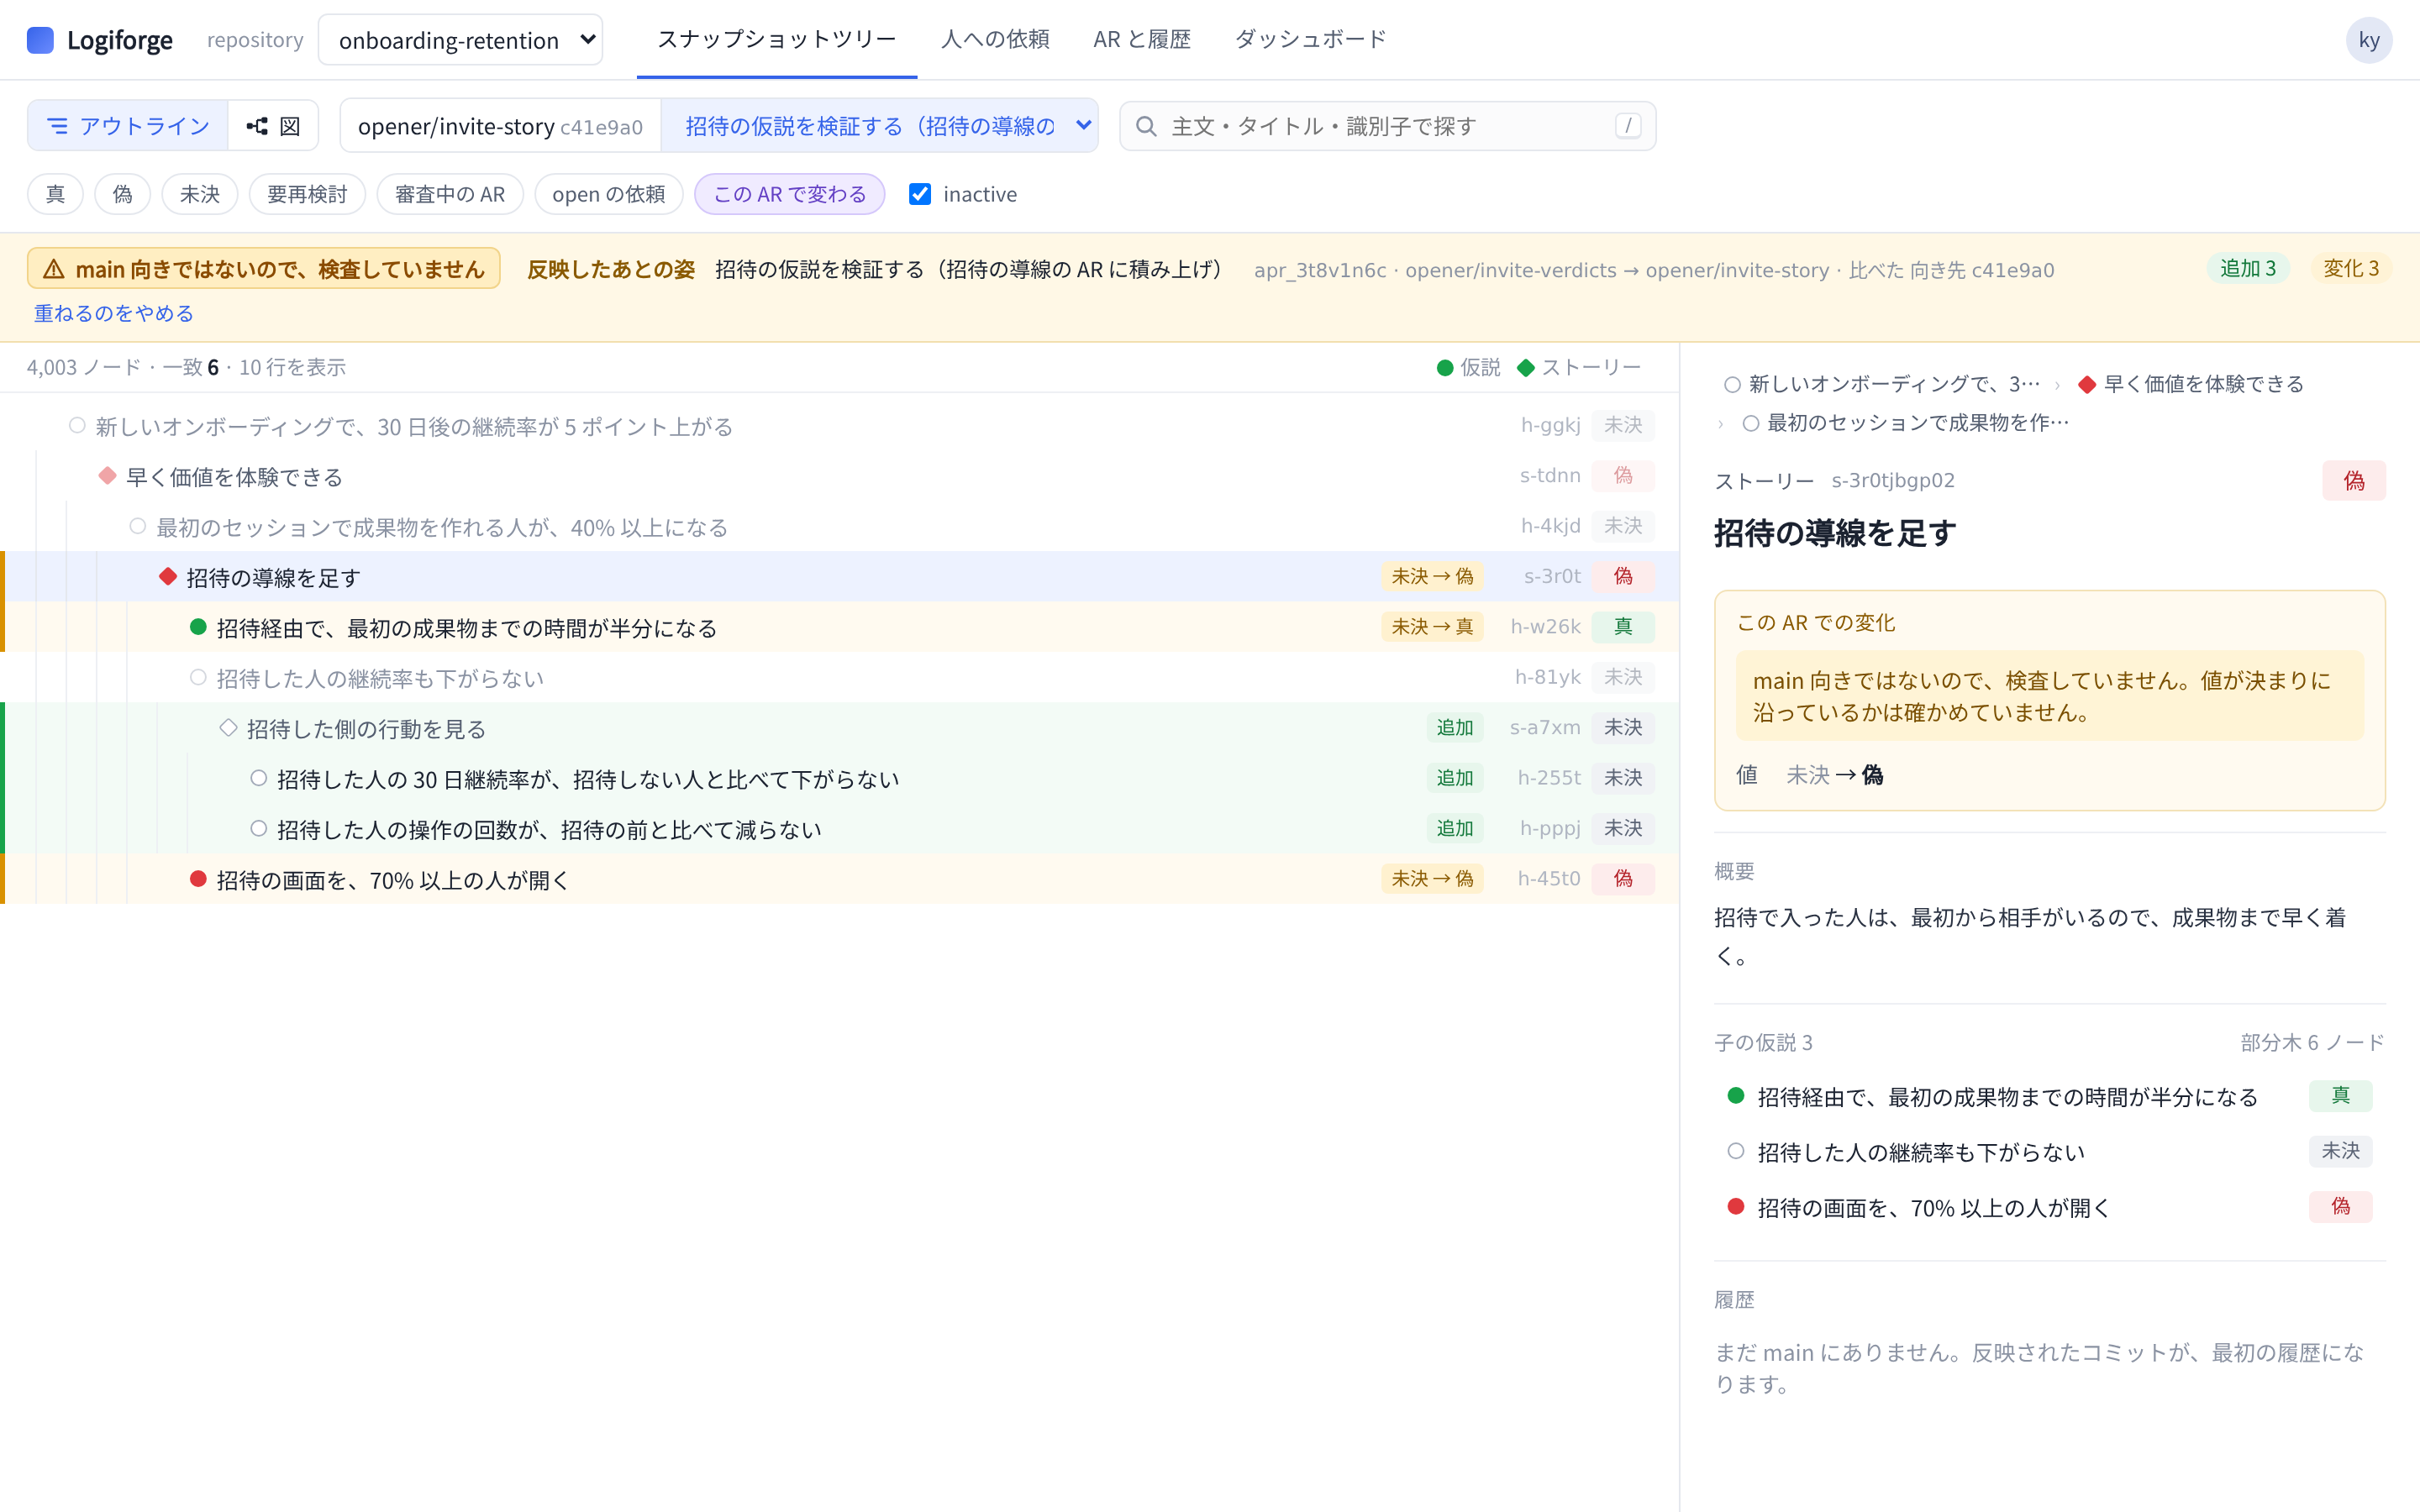 Logiforge repository onboarding-retention スナップショットツリー 人への依頼 AR と履歴 ダッシュボード ky
アウトライン 図 opener/invite-story c41e9a0 招待の仮説を検証する（招待の導線の 主文・タイトル・識別子で探す /
真 偽 未決 要再検討 審査中の AR open の依頼 この AR で変わる inactive
main 向きではないので、検査していません 反映したあとの姿 招待の仮説を検証する（招待の導線の AR に積み上げ） apr_3t8v1n6c · opener/invite-verdicts → opener/invite-story · 比べた 向き先 c41e9a0 追加 3 変化 3
重ねるのをやめる
4,003 ノード · 一致 6 · 10 行を表示 仮説 ストーリー
新しいオンボーディングで、30 日後の継続率が 5 ポイント上がる h-ggkj 未決
早く価値を体験できる s-tdnn 偽
最初のセッションで成果物を作れる人が、40% 以上になる h-4kjd 未決
招待の導線を足す 未決 → 偽 s-3r0t 偽
招待経由で、最初の成果物までの時間が半分になる 未決 → 真 h-w26k 真
招待した人の継続率も下がらない h-81yk 未決
招待した側の行動を見る 追加 s-a7xm 未決
招待した人の 30 日継続率が、招待しない人と比べて下がらない 追加 h-255t 未決
招待した人の操作の回数が、招待の前と比べて減らない 追加 h-pppj 未決
招待の画面を、70% 以上の人が開く 未決 → 偽 h-45t0 偽
新しいオンボーディングで、3… › 早く価値を体験できる
› 最初のセッションで成果物を作…
ストーリー s-3r0tjbgp02 偽
招待の導線を足す
この AR での変化
main 向きではないので、検査していません。値が決まりに
沿っているかは確かめていません。
値 未決 → 偽
概要
招待で入った人は、最初から相手がいるので、成果物まで早く着
く。
子の仮説 3 部分木 6 ノード
招待経由で、最初の成果物までの時間が半分になる 真
招待した人の継続率も下がらない 未決
招待の画面を、70% 以上の人が開く 偽
履歴
まだ main にありません。反映されたコミットが、最初の履歴にな
ります。